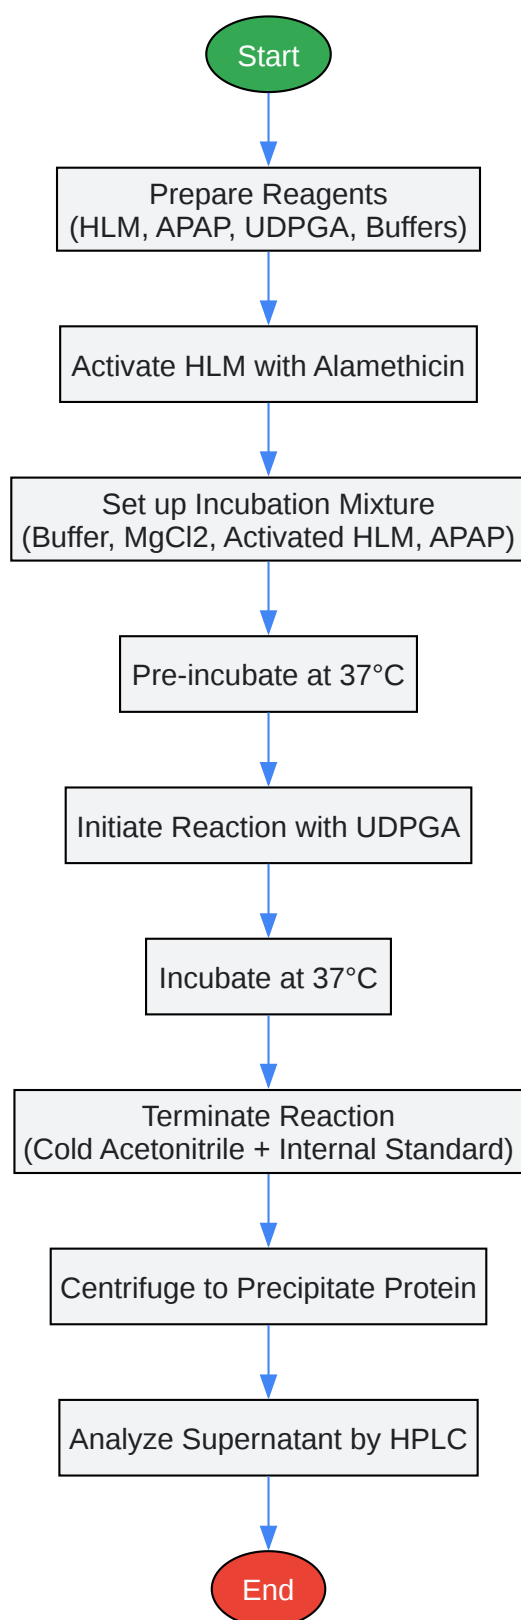 Start
Prepare Reagents
(HLM, APAP, UDPGA, Buffers)
Activate HLM with Alamethicin
Set up Incubation Mixture
(Buffer, MgCl2, Activated HLM, APAP)
Pre-incubate at 37°C
Initiate Reaction with UDPGA
Incubate at 37°C
Terminate Reaction
(Cold Acetonitrile + Internal Standard)
Centrifuge to Precipitate Protein
Analyze Supernatant by HPLC
End